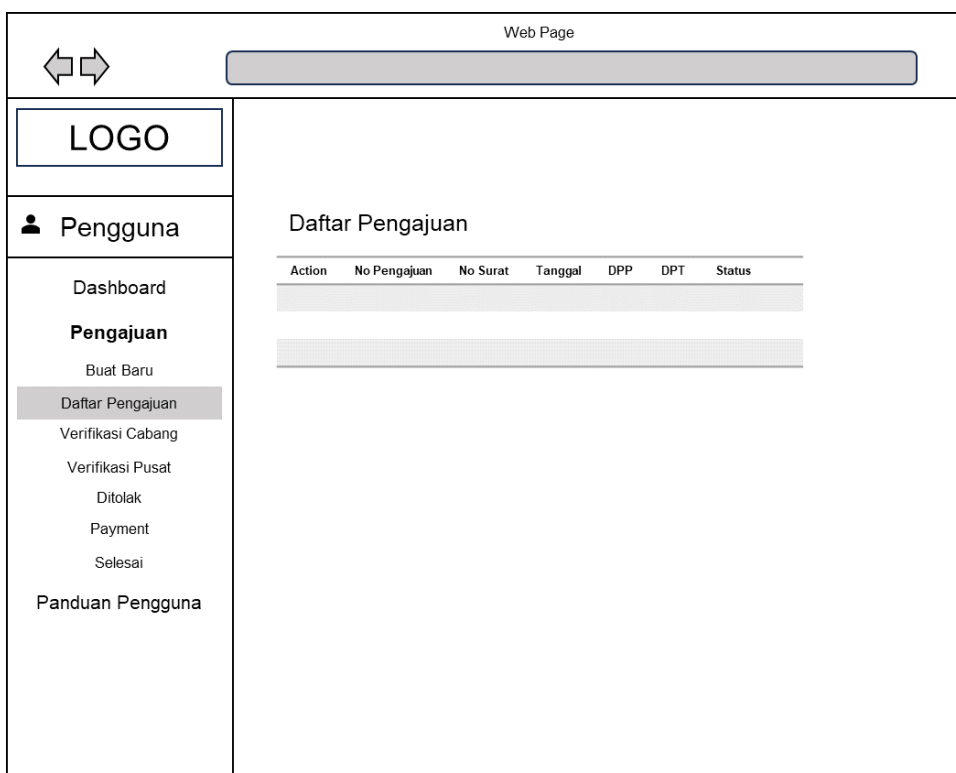 Web Page
LOGO
Pengguna
Dashboard
Pengajuan
Buat Baru
Daftar Pengajuan
Verifikasi Cabang
Verifikasi Pusat
Ditolak
Payment
Selesai
Panduan Pengguna
Daftar Pengajuan
Action No Pengajuan No Surat Tanggal DPP DPT Status